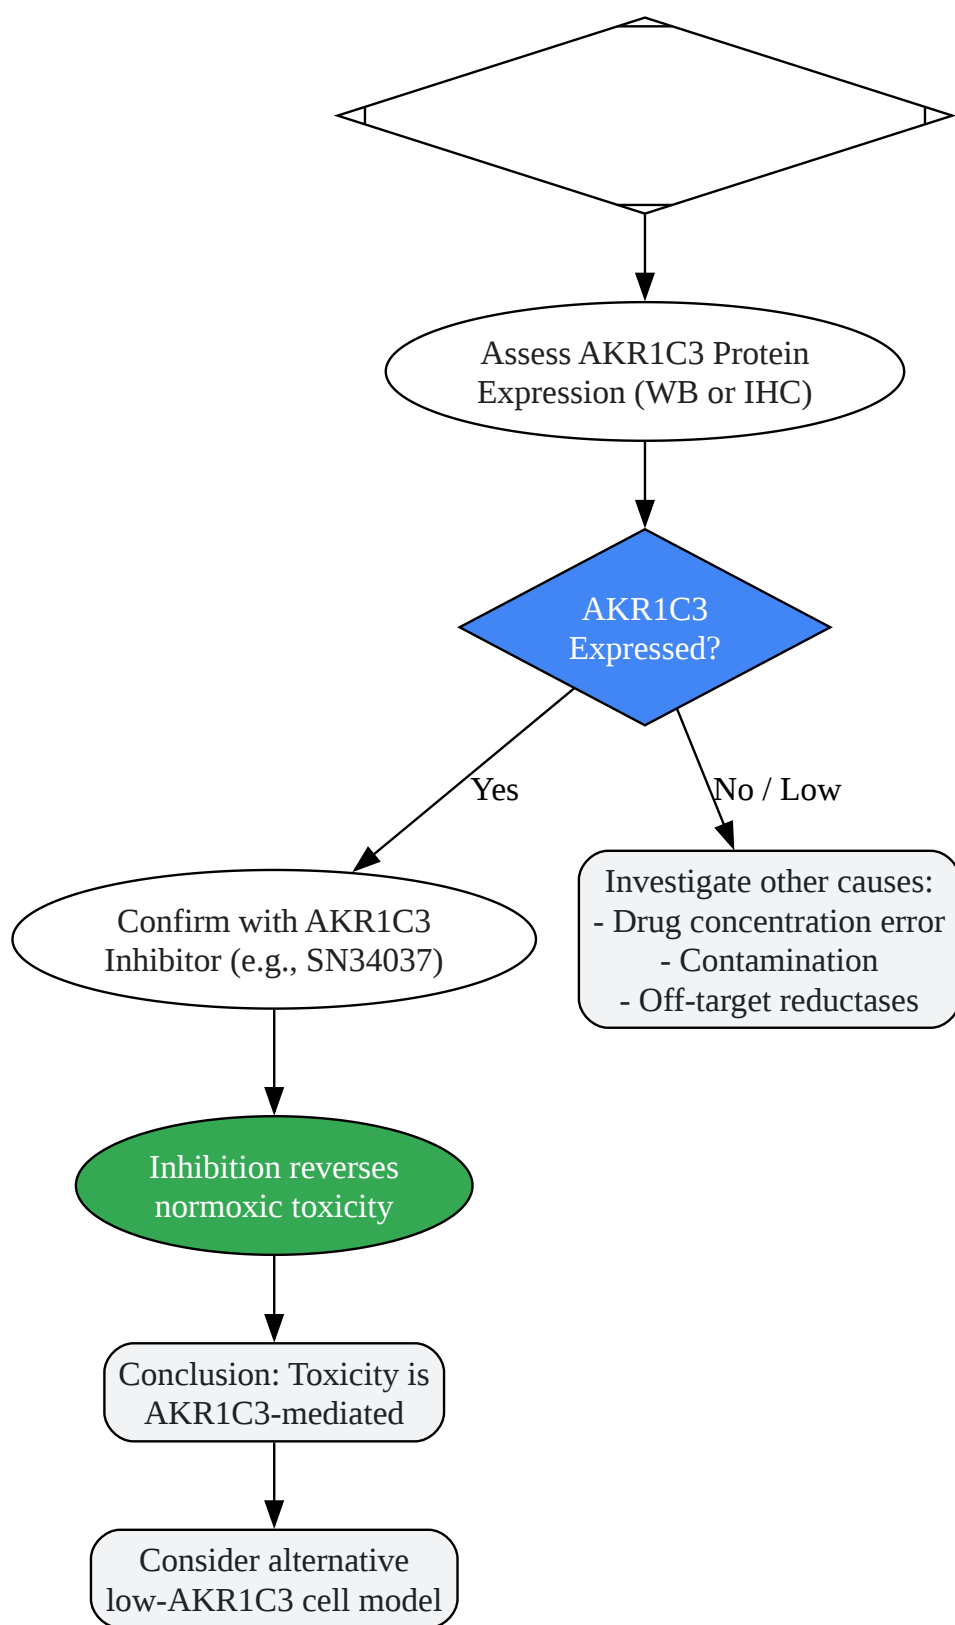 Assess AKR1C3 Protein
Expression (WB or IHC)
AKR1C3
Expressed?
Yes
No / Low
Confirm with AKR1C3
Inhibitor (e.g., SN34037)
Investigate other causes:
- Drug concentration error
- Contamination
- Off-target reductases
Inhibition reverses
normoxic toxicity
Conclusion: Toxicity is
AKR1C3-mediated
Consider alternative
low-AKR1C3 cell model